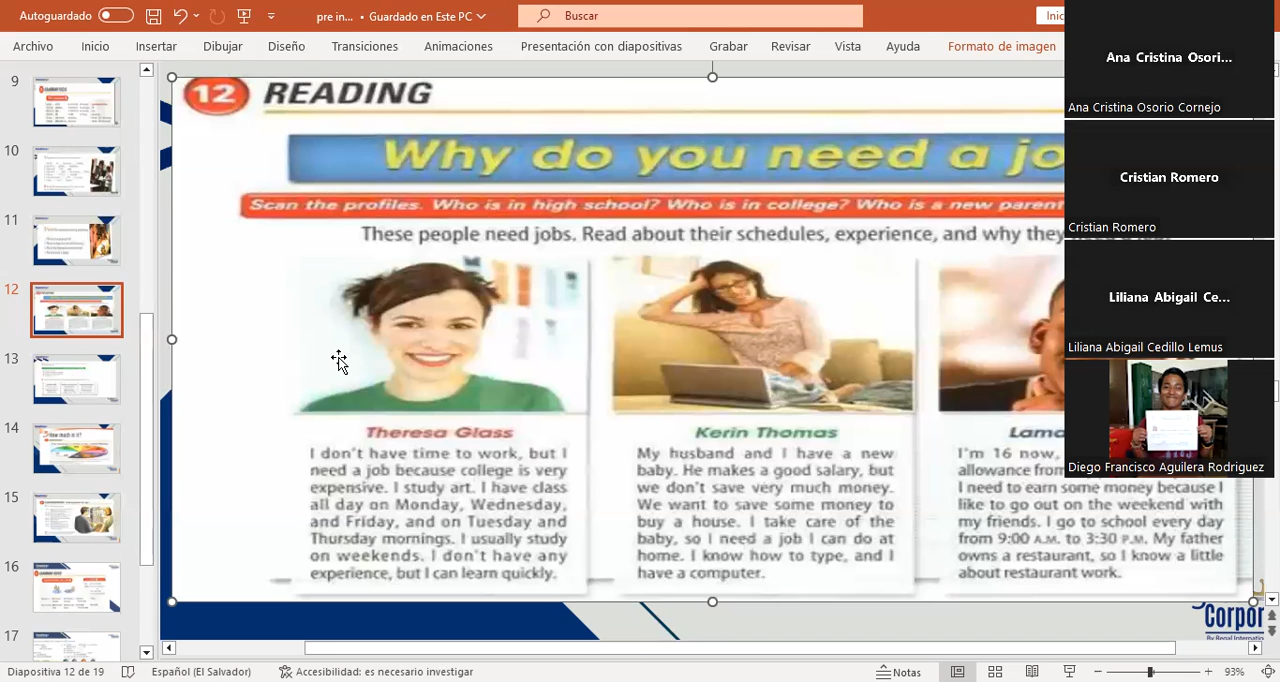 Autoguardado
pre in... • Guardado en Este PC
Buscar
Archivo
Inicio
Insertar
Dibujar
Diseño
Transiciones
Animaciones
Presentación con diapositivas
Grabar
Revisar
Vista
Ayuda
Formato de imagen
9
10
11
12
13
14
15
16
17
12 READING
Why do you need a jo
Scan the profiles. Who is in high school? Who is in college? Who is a new parent
These people need jobs. Read about their schedules, experience, and why they
Theresa Glass
I don't have time to work, but I
need a job because college is very
expensive. I study art. I have class
all day on Monday, Wednesday,
and Friday, and on Tuesday and
Thursday mornings. I usually study
on weekends. I don't have any
experience, but I can learn quickly.
Kerin Thomas
My husband and I have a new
baby. He makes a good salary, but
we don't save very much money.
We want to save some money to
buy a house. I take care of the
baby, so I need a job I can do at
home. I know how to type, and I
have a computer.
Lama
I'm 16 now,
allowance from
I need to earn some money because I
like to go out on the weekend with
my friends. I go to school every day
from 9:00 A.M. to 3:30 P.M. My father
owns a restaurant, so I know a little
about restaurant work.
Ana Cristina Osori...
Ana Cristina Osorio Cornejo
Cristian Romero
Cristian Romero
Liliana Abigail Ce...
Liliana Abigail Cedillo Lemus
Diego Francisco Aguilera Rodriguez
Corpor
Diapositiva 12 de 19
Español (El Salvador)
Accesibilidad: es necesario investigar
Notas
93%